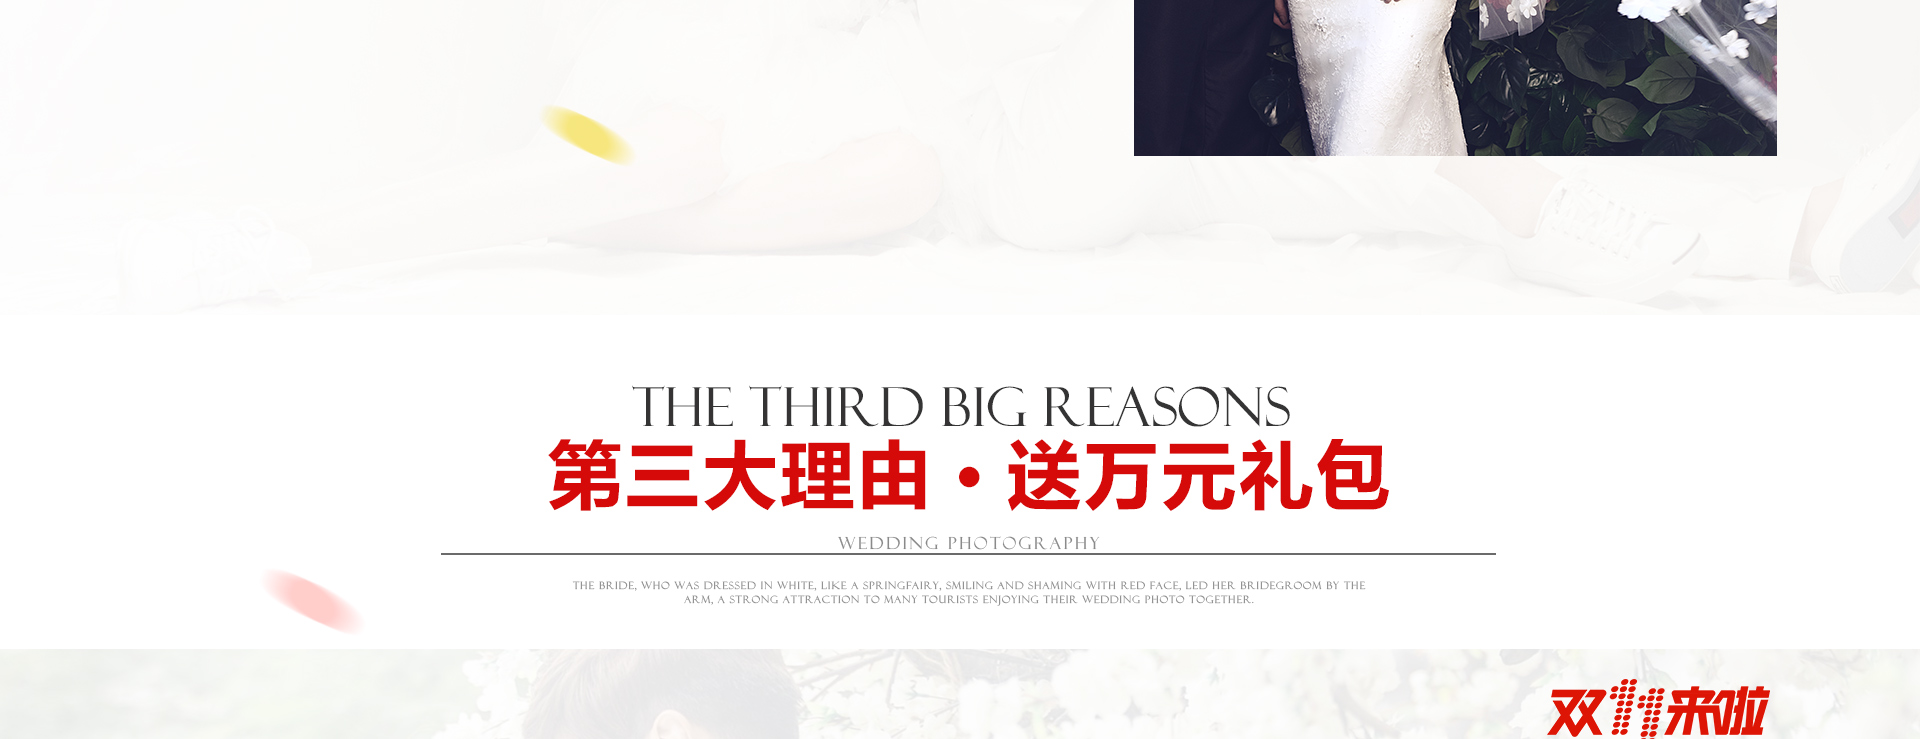 THE THIRD BIG REASONS
第三大理由·送万元礼包
WEDDING PHOTOGRAPHY
THE BRIDE, WHO WAS DRESSED IN WHITE, LIKE A SPRINGFAIRY, SMILING AND SHAMING WITH RED FACE, LED HER BRIDEGROOM BY THE
ARM, A STRONG ATTRACTION TO MANY TOURISTS ENJOYING THEIR WEDDING PHOTO TOGETHER.
双11来啦